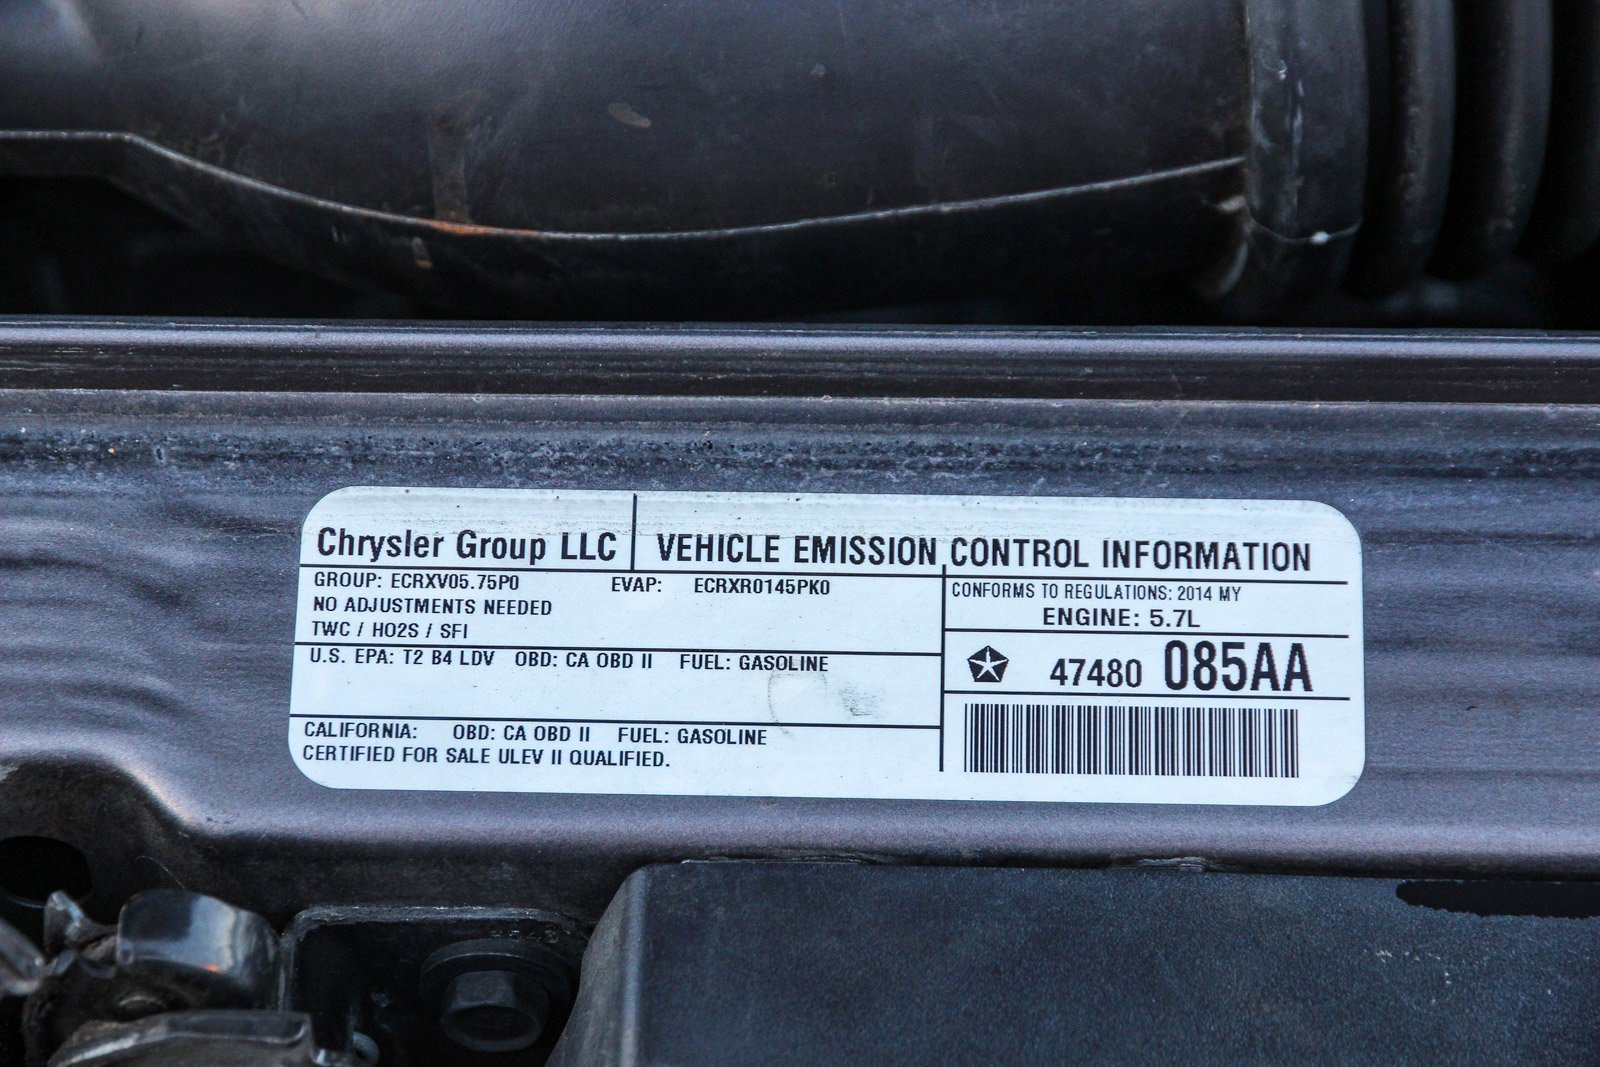 Chrysler Group LLC VEHICLE EMISSION CONTROL INFORMATION
GROUP: ECRXV05.75P0 EVAP: ECRXR0145PK0
NO ADJUSTMENTS NEEDED
TWC / HO2S / SFI
CONFORMS TO REGULATIONS: 2014 MY
ENGINE: 5.7L
U.S. EPA: T2 B4 LDV OBD: CA OBD II FUEL: GASOLINE
47480 085AA
CALIFORNIA: OBD: CA OBD II FUEL: GASOLINE
CERTIFIED FOR SALE ULEV II QUALIFIED.